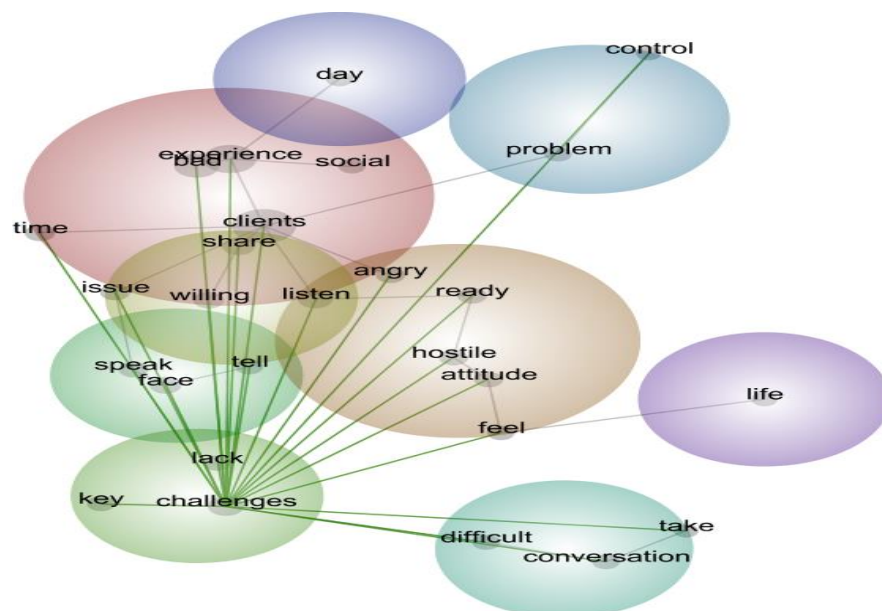 control
day
experience
bad
social
problem
time
clients
share
issue
willing
listen
angry
ready
speak
face
tell
hostile
attitude
feel
life
lack
key
challenges
difficult
take
conversation